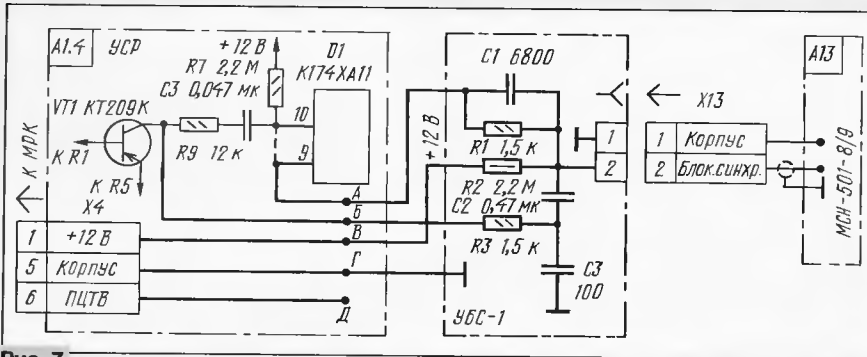 А1.4 УСР
+12 В
R7 2,2 М
С3 0,047 мк
D1
К174ХА11
VT1 КТ209К
10
9
R9 12 к
К R1
К R5
К МРК
Х4
1 +12 В
5 Корпус
6 ПЦТВ
А
Б
В
Г
Д
+12 В
С1 6800
R1 1,5 к
R2 2,2 М
С2 0,47 мк
R3 1,5 к
С3
100
УБС-1
1
2
Х13
1 Корпус
2 Блок.синхр.
А13
МСН-501-8/9